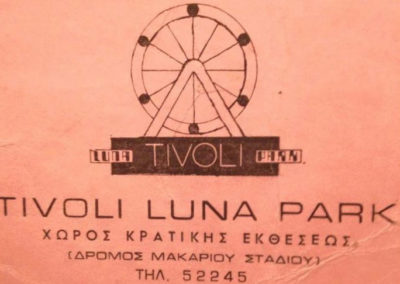 LUNA TIVOLI PARK
TIVOLI LUNA PARK
ΧΩΡΟΣ ΚΡΑΤΙΚΗΣ ΕΚΘΕΣΕΩΣ
(ΔΡΟΜΟΣ ΜΑΚΑΡΙΟΥ ΣΤΑΔΙΟΥ)
ΤΗΛ. 52245